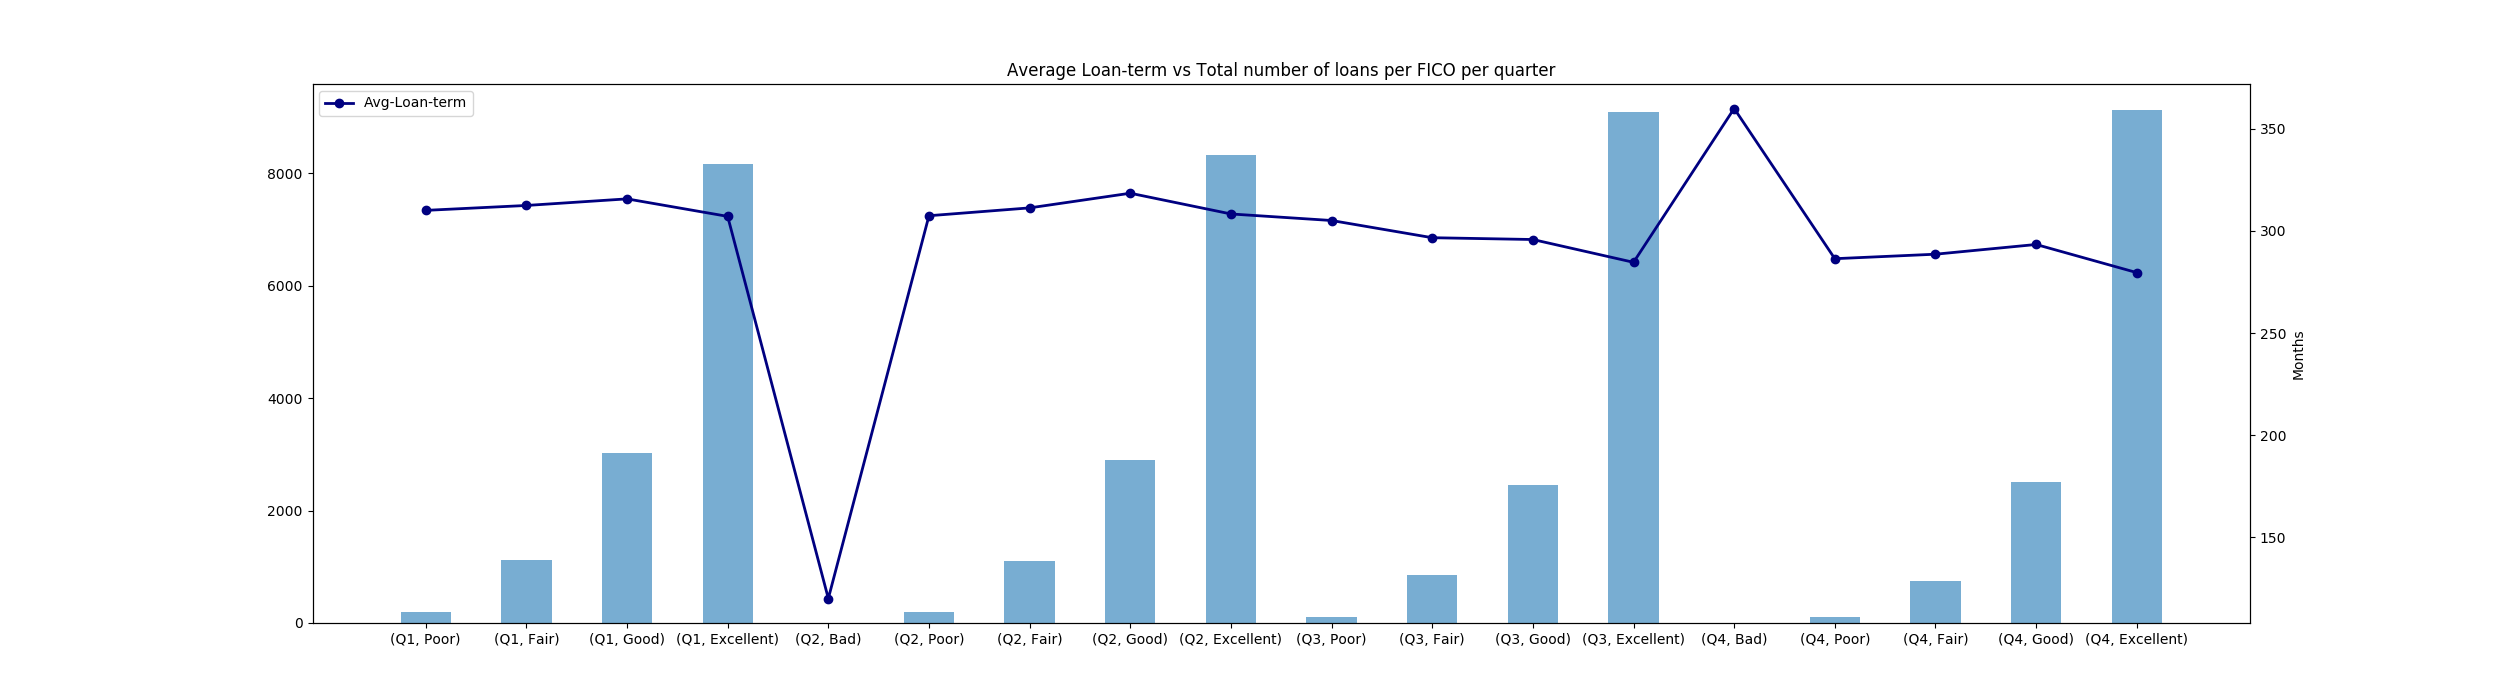 Average Loan-term vs Total number of loans per FICO per quarter
Avg-Loan-term
8000
6000
4000
2000
0
350
300
250
200
150
Months
(Q1, Poor)
(Q1, Fair)
(Q1, Good)
(Q1, Excellent)
(Q2, Bad)
(Q2, Poor)
(Q2, Fair)
(Q2, Good)
(Q2, Excellent)
(Q3, Poor)
(Q3, Fair)
(Q3, Good)
(Q3, Excellent)
(Q4, Bad)
(Q4, Poor)
(Q4, Fair)
(Q4, Good)
(Q4, Excellent)